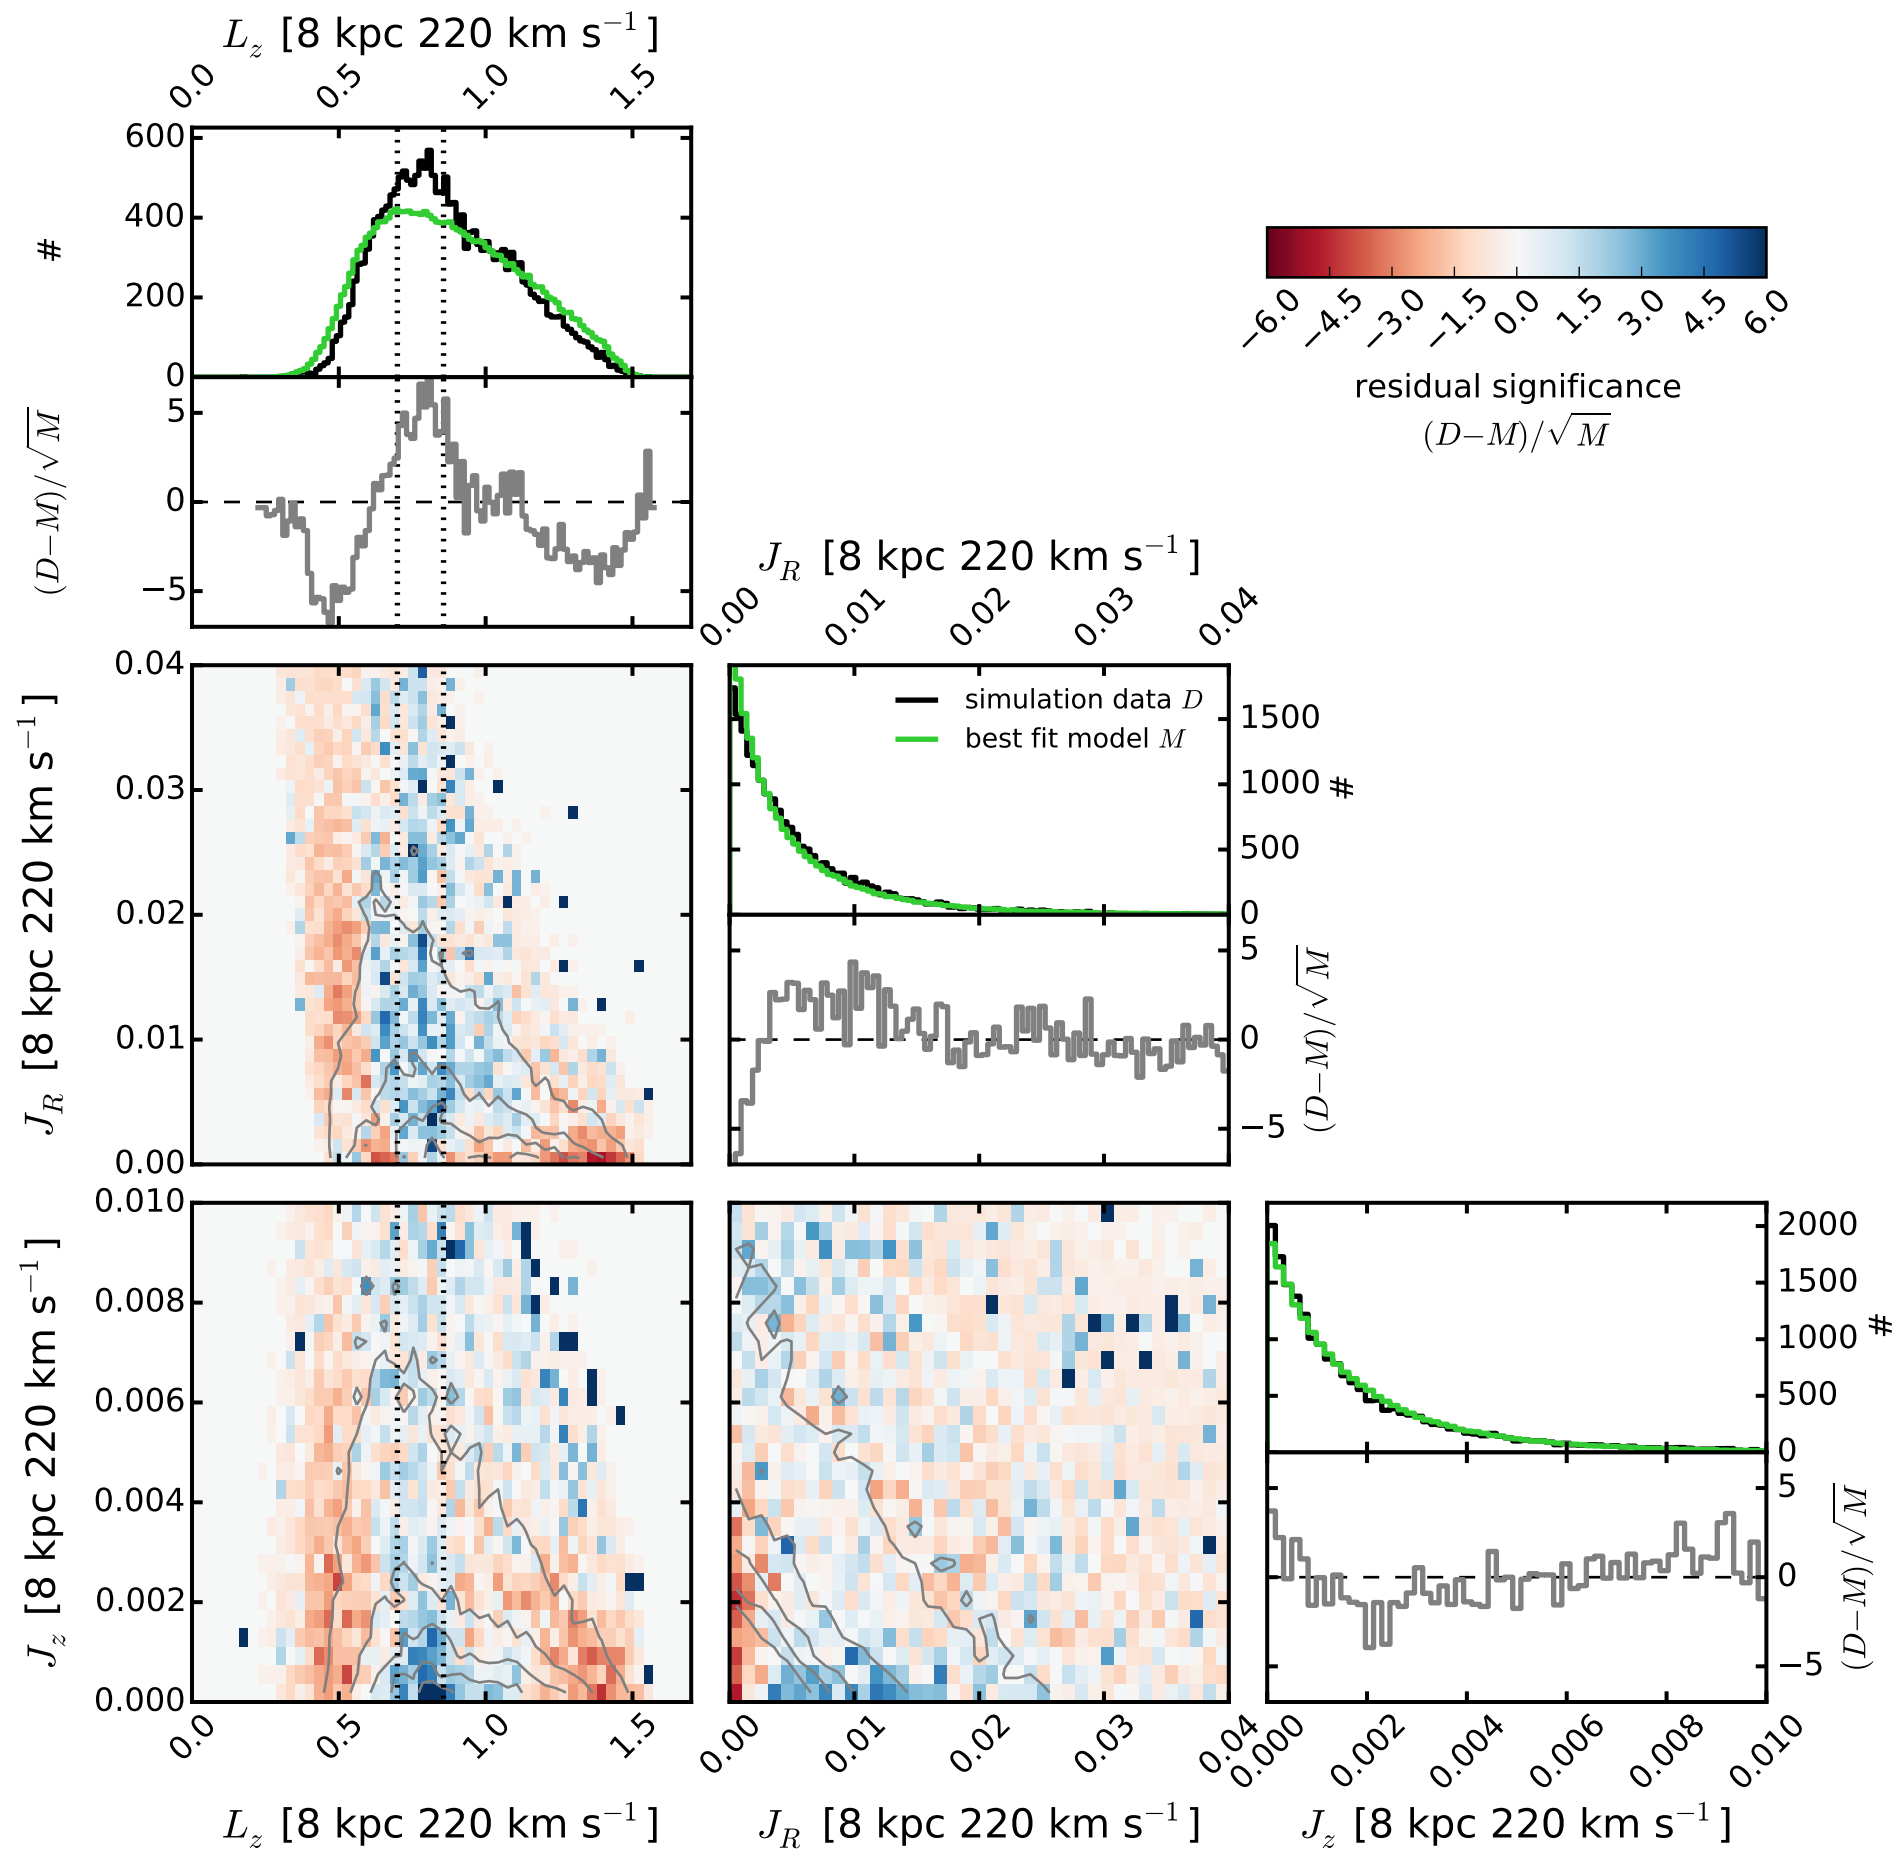 L_z [8 kpc 220 km s⁻¹]
0.0 0.5 1.0 1.5
600
400
200
0
#
5
0
−5
(D−M)/√M
J_R [8 kpc 220 km s⁻¹]
0.00 0.01 0.02 0.03 0.04
−6.0 −4.5 −3.0 −1.5 0.0 1.5 3.0 4.5 6.0
residual significance
(D−M)/√M
0.04
0.03
0.02
0.01
0.00
J_R [8 kpc 220 km s⁻¹]
simulation data D
best fit model M
1500
1000
500
0
#
5
0
−5
(D−M)/√M
0.010
0.008
0.006
0.004
0.002
0.000
J_z [8 kpc 220 km s⁻¹]
2000
1500
1000
500
0
#
5
0
−5
(D−M)/√M
0.0 0.5 1.0 1.5
0.00 0.01 0.02 0.03 0.04
0.000 0.002 0.004 0.006 0.008 0.010
L_z [8 kpc 220 km s⁻¹]
J_R [8 kpc 220 km s⁻¹]
J_z [8 kpc 220 km s⁻¹]